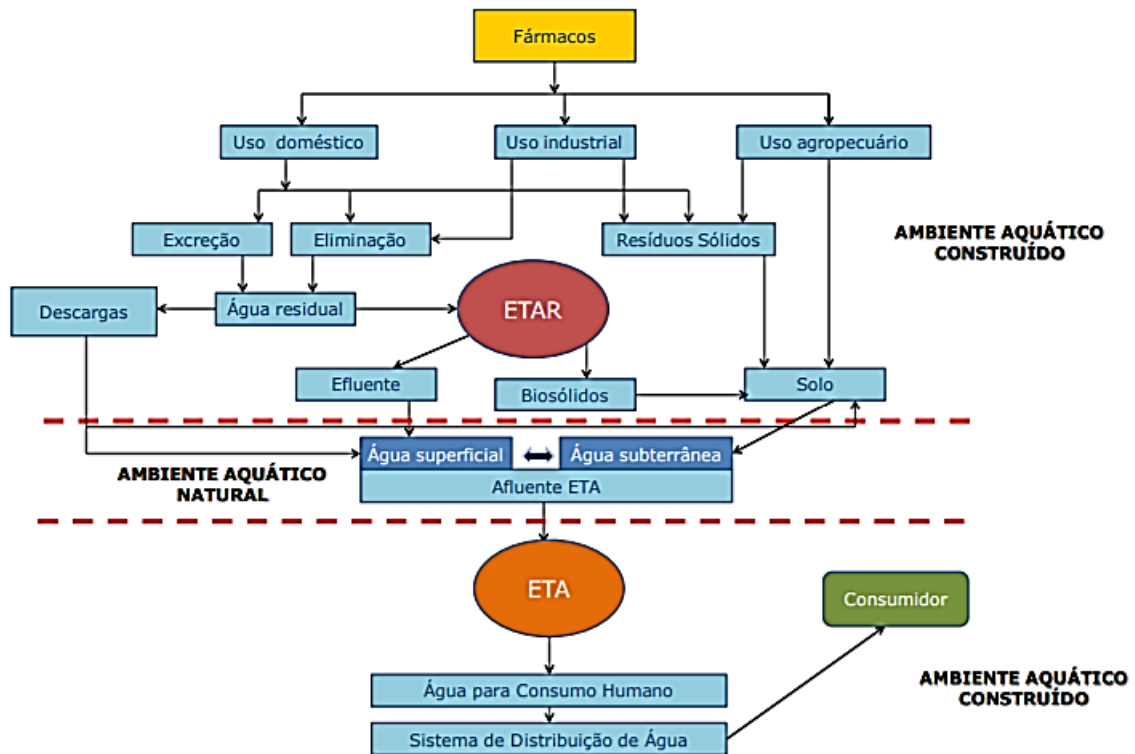 Fármacos
Uso doméstico
Uso industrial
Uso agropecuário
Excreção
Eliminação
Resíduos Sólidos
AMBIENTE AQUÁTICO
CONSTRUÍDO
Descargas
Água residual
ETAR
Efluente
Biosólidos
Solo
Água superficial
Água subterrânea
AMBIENTE AQUÁTICO
NATURAL
Afluente ETA
ETA
Consumidor
Água para Consumo Humano
AMBIENTE AQUÁTICO
CONSTRUÍDO
Sistema de Distribuição de Água